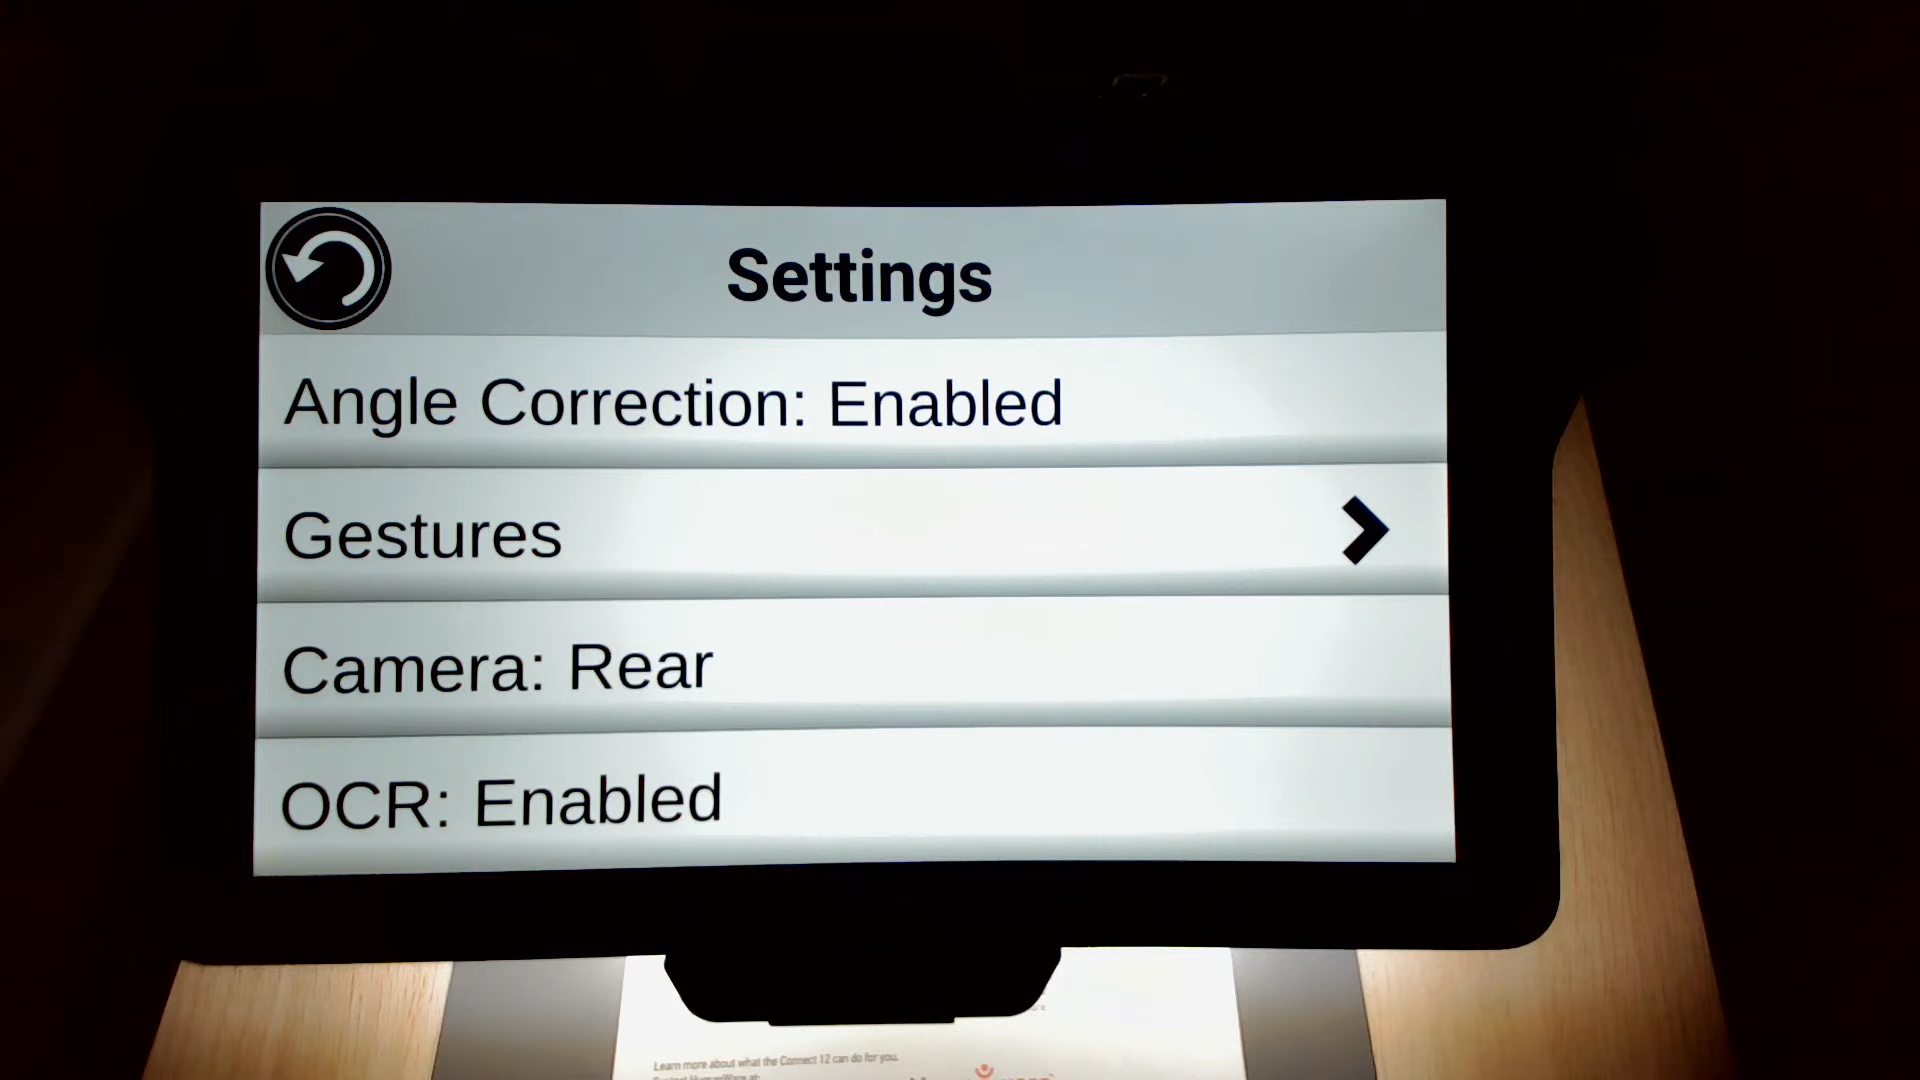 Settings
Angle Correction: Enabled
Gestures
Camera: Rear
OCR: Enabled
Learn more about what the Connect 12 can do for you.